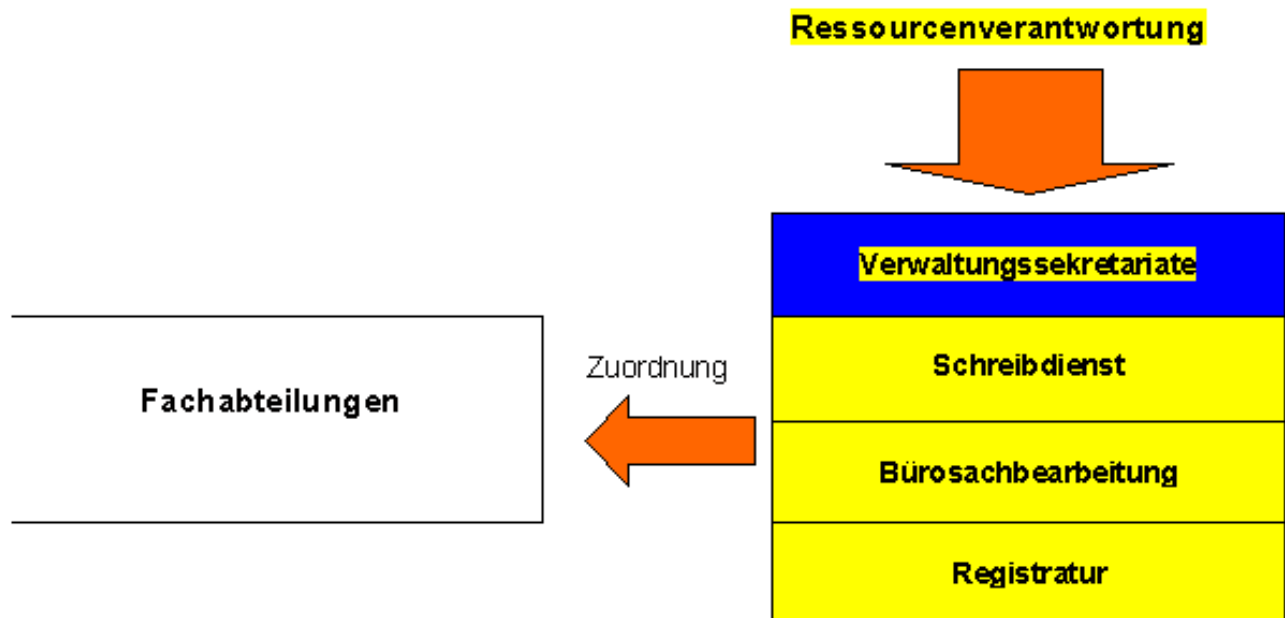 Ressourcenverantwortung
Verwaltungssekretariate
Zuordnung
Schreibdienst
Fachabteilungen
Bürosachbearbeitung
Registratur